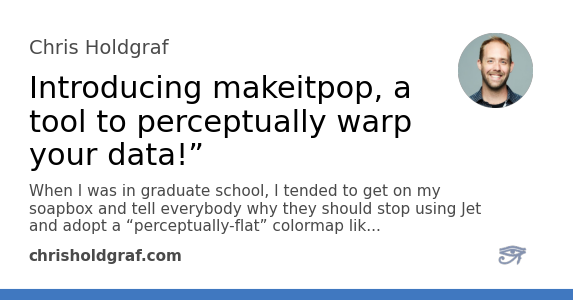 Chris Holdgraf
Introducing makeitpop, a
tool to perceptually warp
your data!”
When I was in graduate school, I tended to get on my
soapbox and tell everybody why they should stop using Jet
and adopt a “perceptually-flat” colormap lik...
chrisholdgraf.com